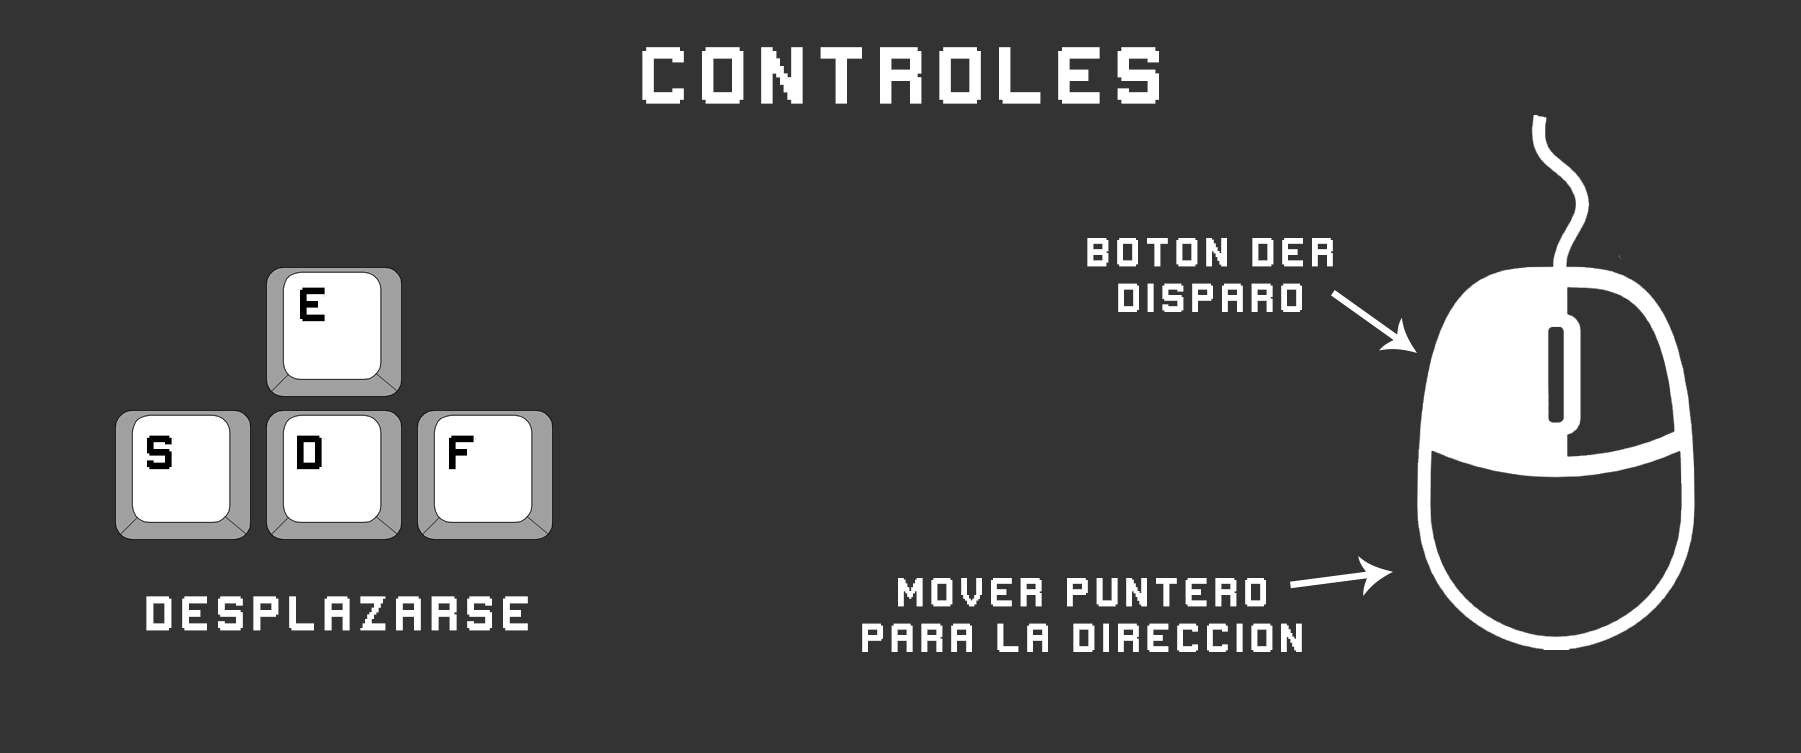 CONTROLES
BOTON DER
DISPARO
E
S D F
DESPLAZARSE
MOVER PUNTERO
PARA LA DIRECCION